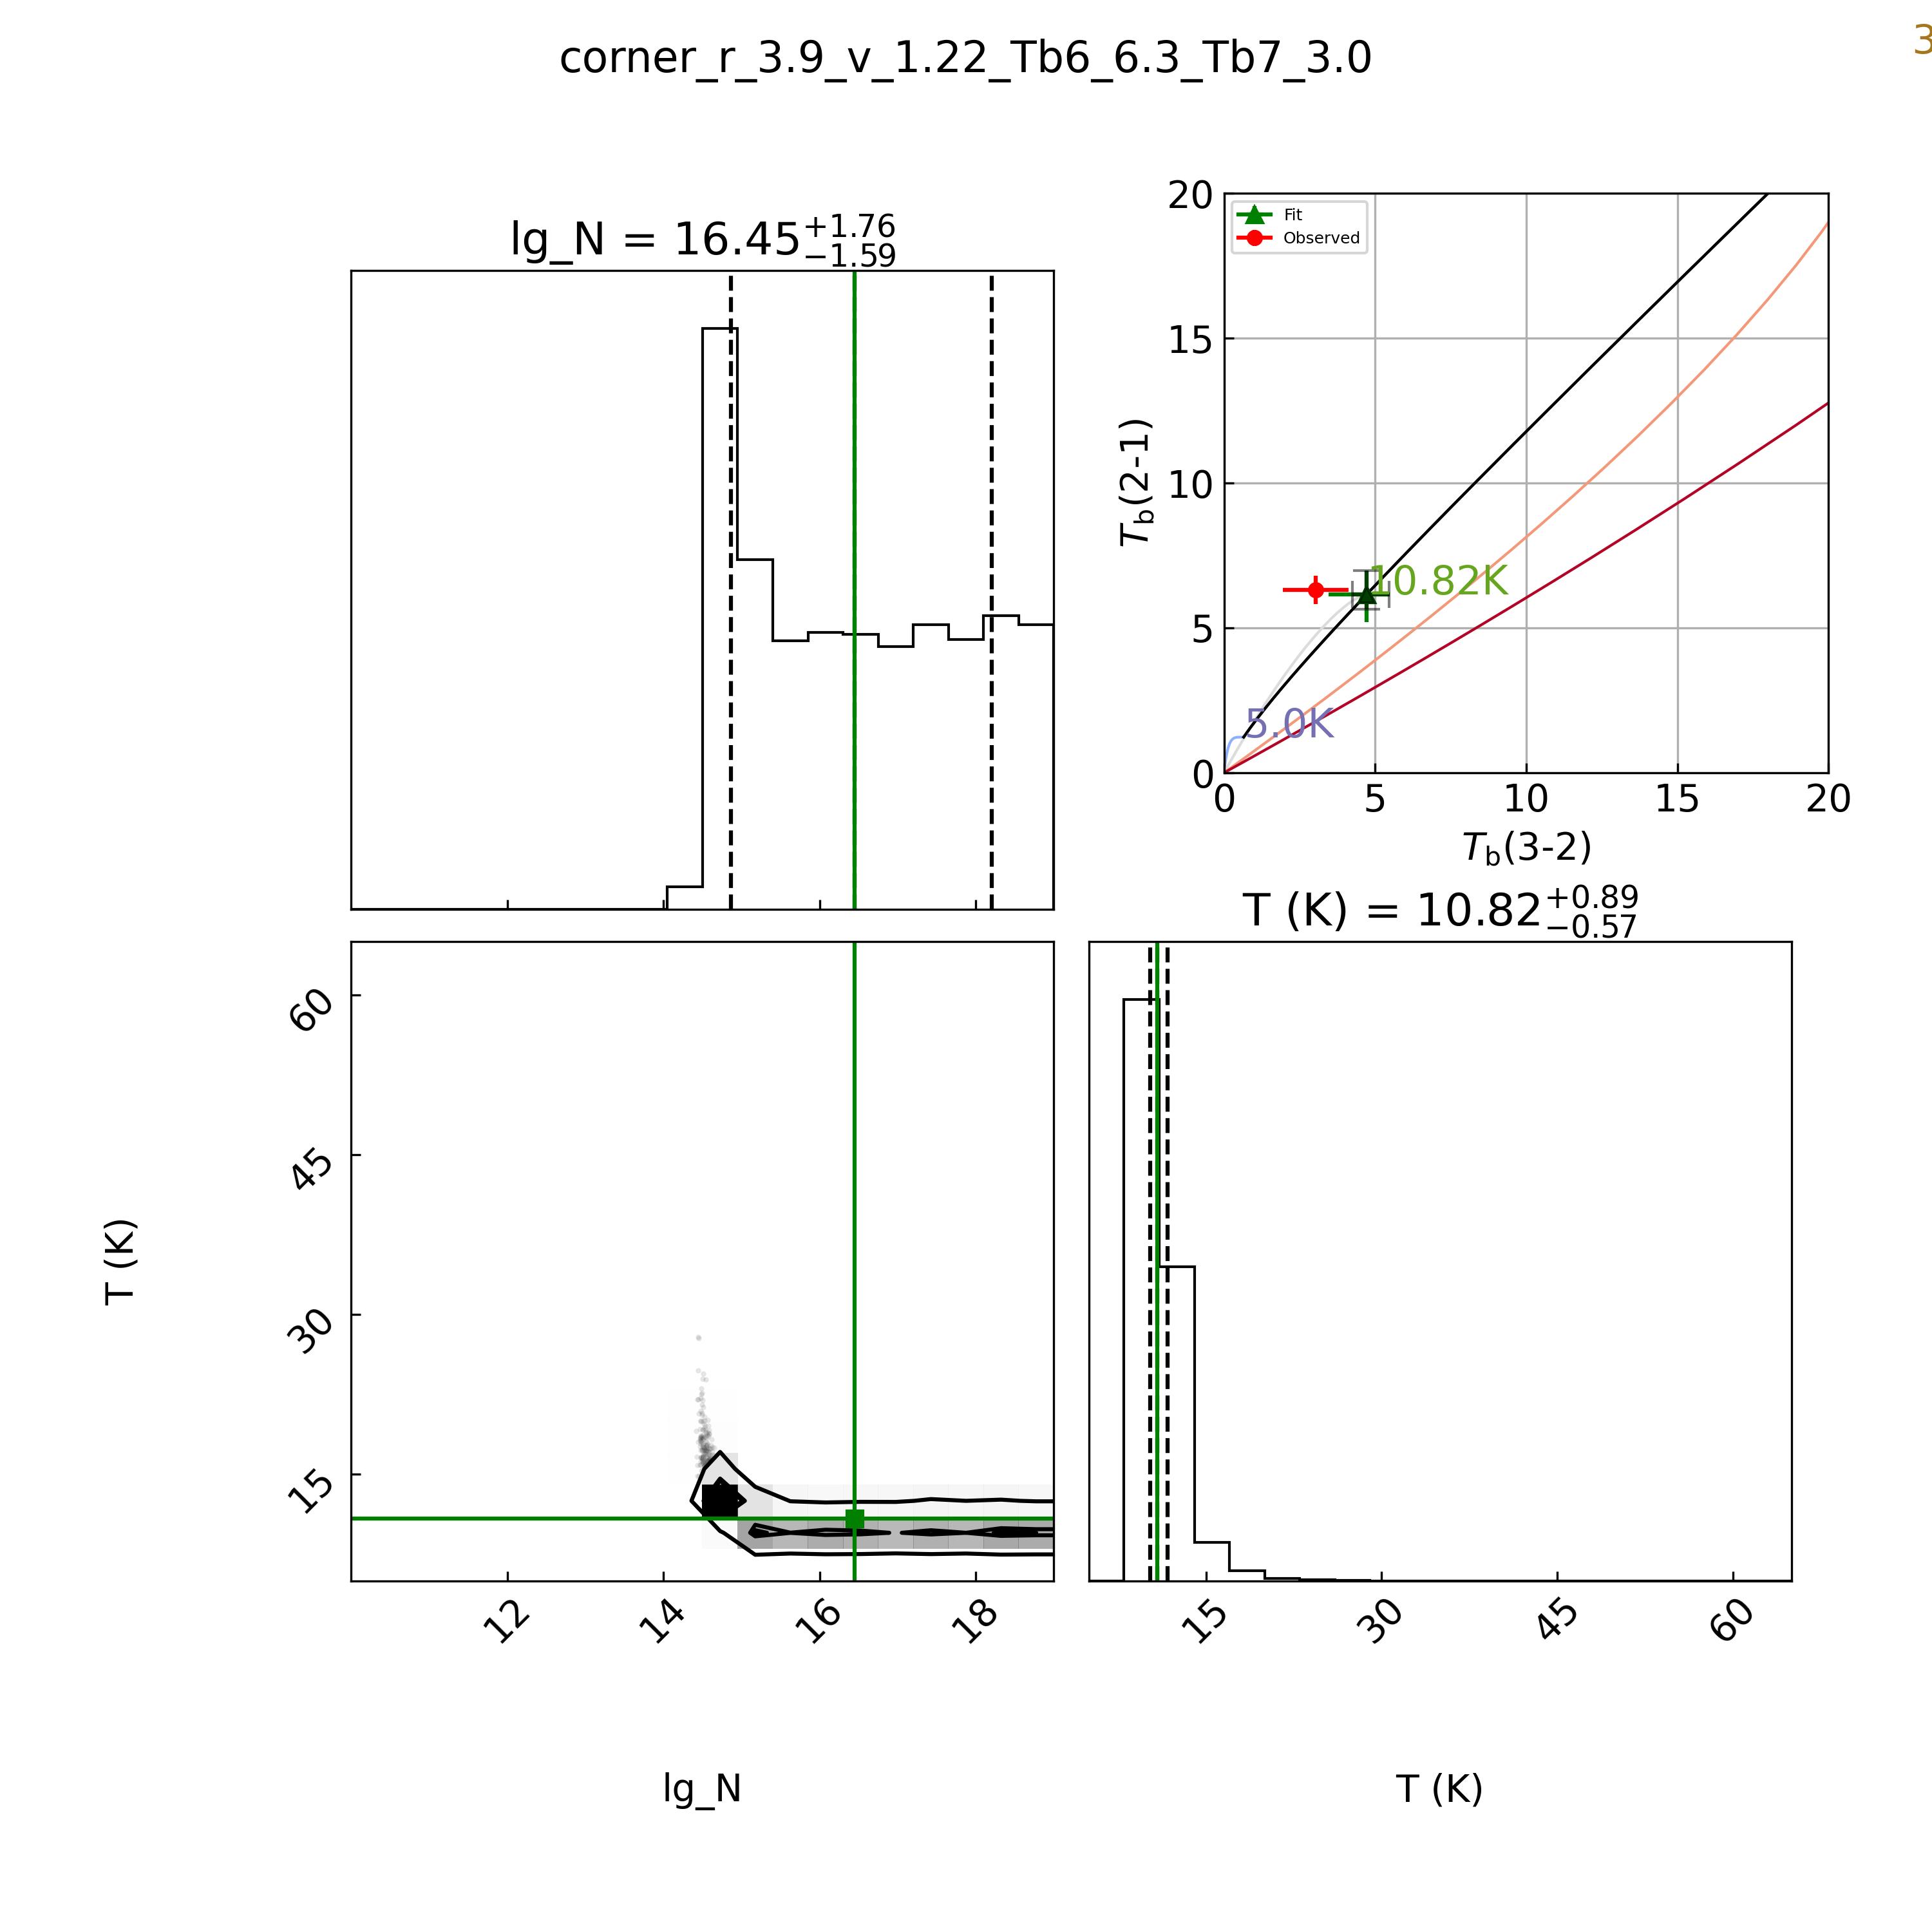 corner_r_3.9_v_1.22_Tb6_6.3_Tb7_3.0
3
lg_N = 16.45 +1.76 −1.59
20
15
10
5
0
T_b(2-1)
Fit
Observed
10.82K
5.0K
0 5 10 15 20
T_b(3-2)
T (K) = 10.82 +0.89 −0.57
60
45
30
15
T (K)
12 14 16 18
lg_N
15 30 45 60
T (K)